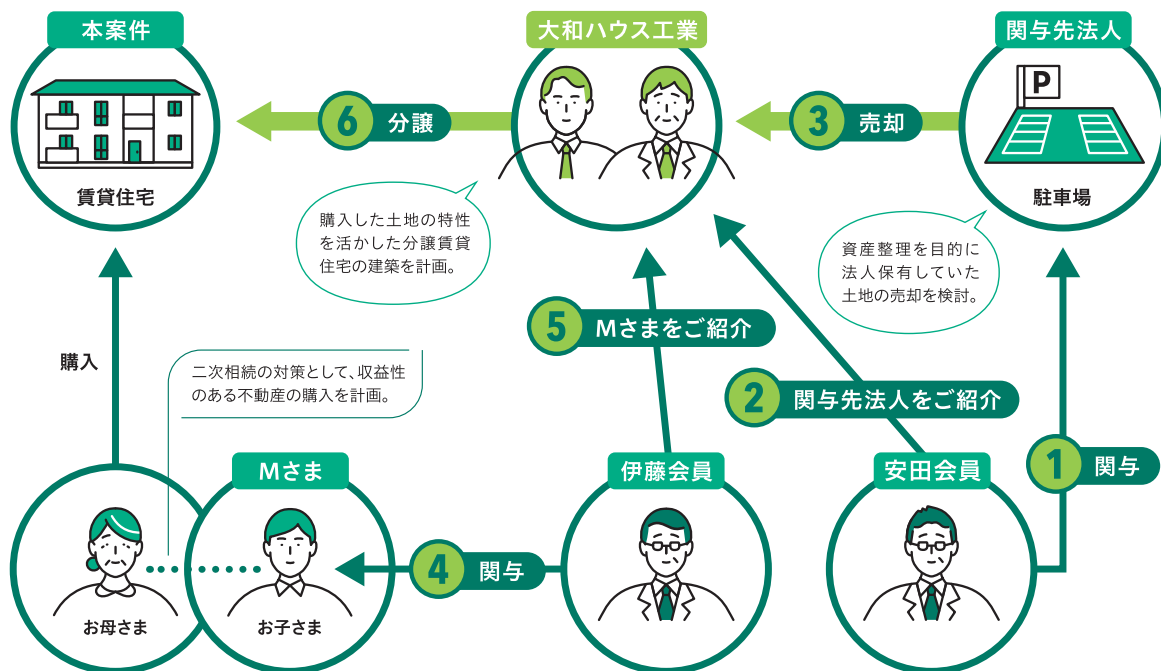 本案件
大和ハウス工業
関与先法人
P
6 分譲
3 売却
賃貸住宅
駐車場
購入した土地の特性
を活かした分譲賃貸
住宅の建築を計画。
資産整理を目的に
法人保有していた
土地の売却を検討。
5 Mさまをご紹介
購入
二次相続の対策として、収益性
のある不動産の購入を計画。
2 関与先法人をご紹介
Mさま
伊藤会員
安田会員
1 関与
4 関与
お母さま
お子さま